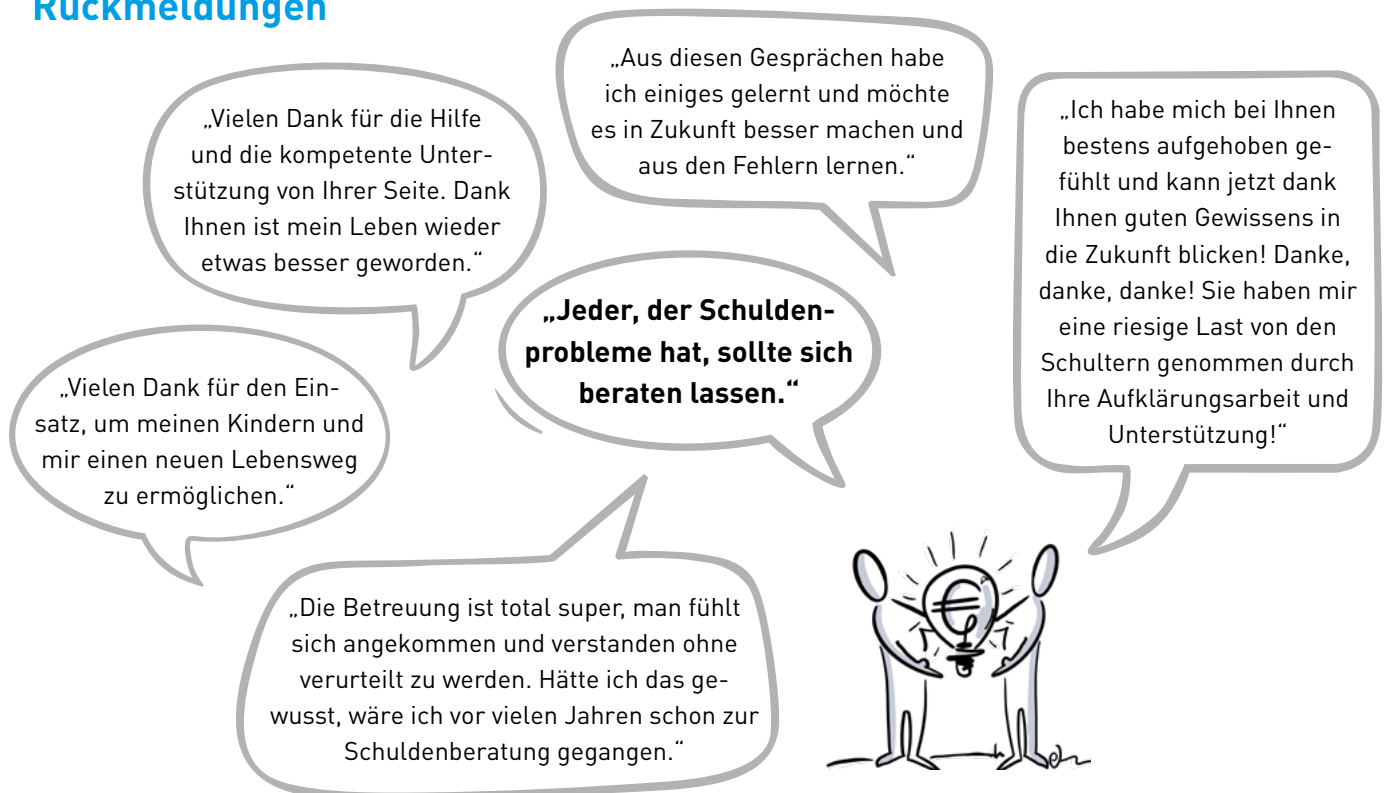 Rückmeldungen
„Vielen Dank für die Hilfe
und die kompetente Unter-
stützung von Ihrer Seite. Dank
Ihnen ist mein Leben wieder
etwas besser geworden.“
„Aus diesen Gesprächen habe
ich einiges gelernt und möchte
es in Zukunft besser machen und
aus den Fehlern lernen.“
„Ich habe mich bei Ihnen
bestens aufgehoben ge-
fühlt und kann jetzt dank
Ihnen guten Gewissens in
die Zukunft blicken! Danke,
danke, danke! Sie haben mir
eine riesige Last von den
Schultern genommen durch
Ihre Aufklärungsarbeit und
Unterstützung!“
„Jeder, der Schulden-
probleme hat, sollte sich
beraten lassen.“
„Vielen Dank für den Ein-
satz, um meinen Kindern und
mir einen neuen Lebensweg
zu ermöglichen.“
„Die Betreuung ist total super, man fühlt
sich angekommen und verstanden ohne
verurteilt zu werden. Hätte ich das ge-
wusst, wäre ich vor vielen Jahren schon zur
Schuldenberatung gegangen.“
€